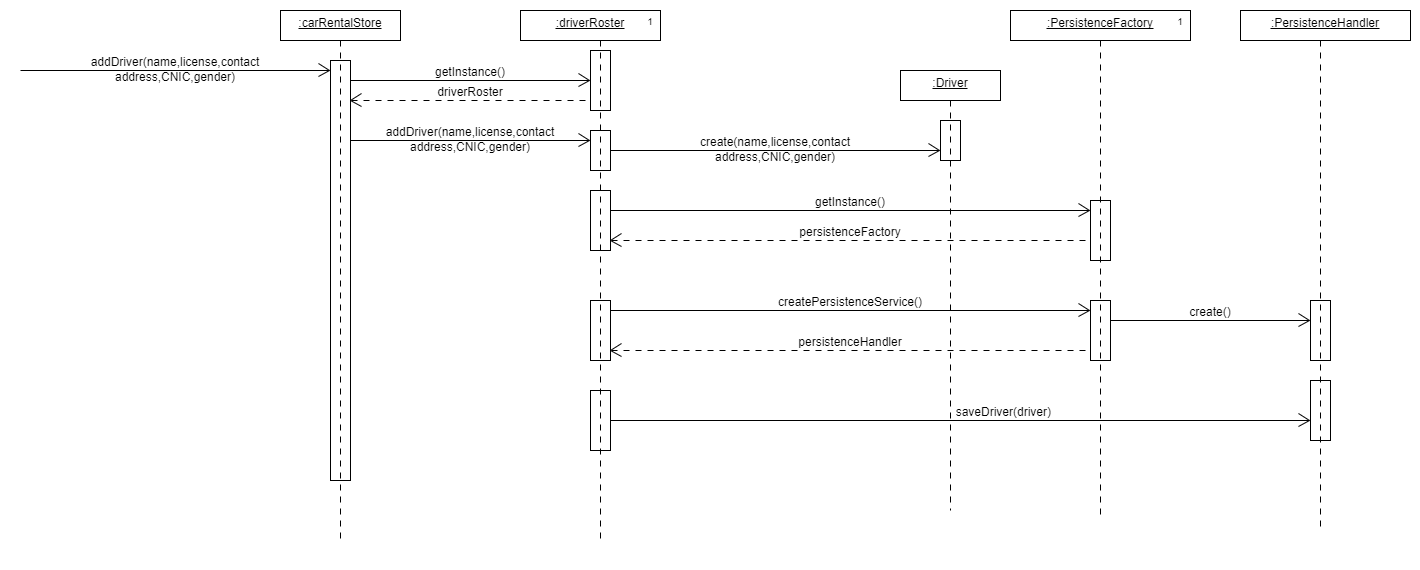 :carRentalStore
:driverRoster
1
:PersistenceFactory
1
:PersistenceHandler
addDriver(name,license,contact
address,CNIC,gender)
getInstance()
:Driver
driverRoster
addDriver(name,license,contact
address,CNIC,gender)
create(name,license,contact
address,CNIC,gender)
getInstance()
persistenceFactory
createPersistenceService()
create()
persistenceHandler
saveDriver(driver)